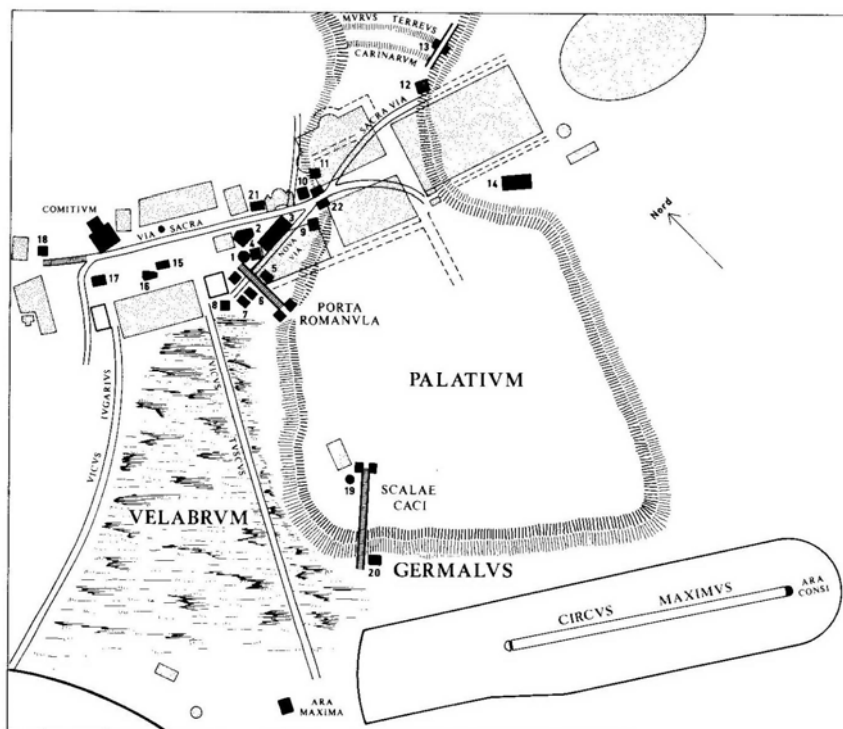 MVRVS TERREVS
13
CARINARVM
12
SACRA VIA
11
10
14
21
COMITIVM
22
VIA SACRA
3
2
9
Nord
18
4
NOVA VIA
1
15
5
17
16
6
8
7
PORTA
ROMANVLA
PALATIVM
VICVS IVGARIVS
VICVS TVSCVS
19
SCALAE
CACI
VELABRVM
20
GERMALVS
CIRCVS MAXIMVS
ARA
CONSI
ARA
MAXIMA